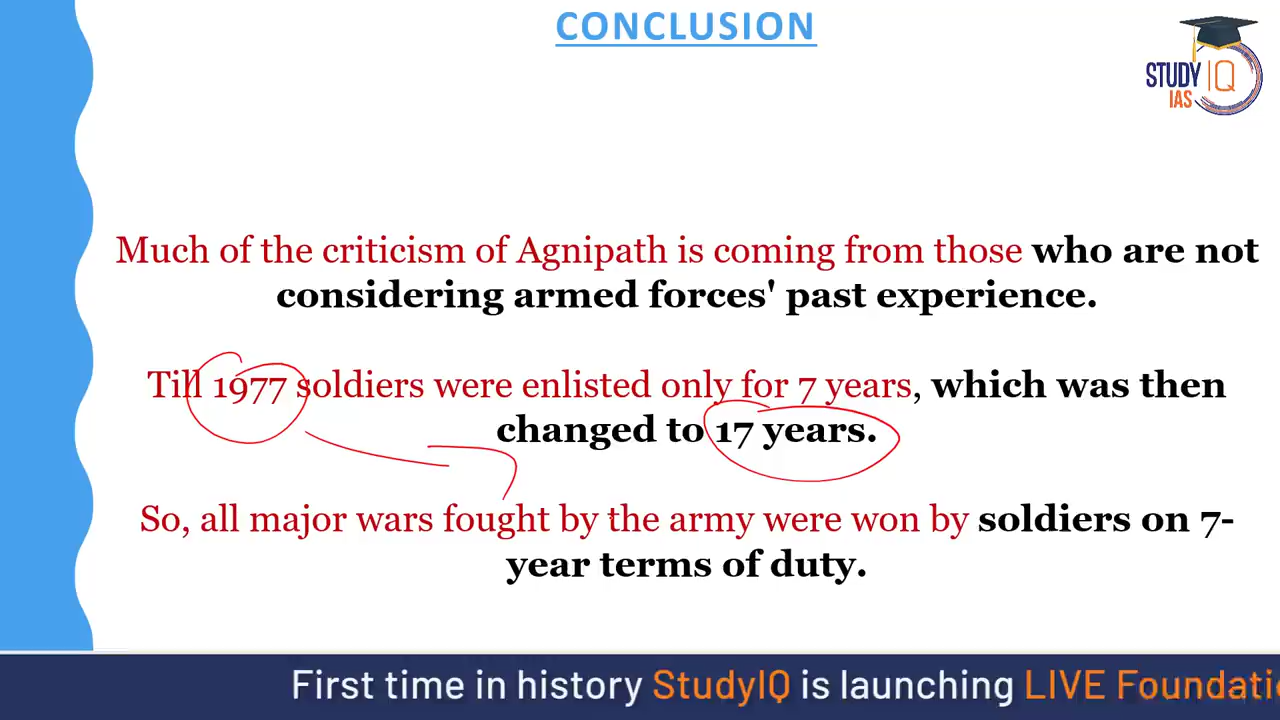 CONCLUSION
STUDY IQ
IAS
Much of the criticism of Agnipath is coming from those who are not
considering armed forces' past experience.
Till 1977 soldiers were enlisted only for 7 years, which was then
changed to 17 years.
So, all major wars fought by the army were won by soldiers on 7-
year terms of duty.
First time in history StudyIQ is launching LIVE Foundati